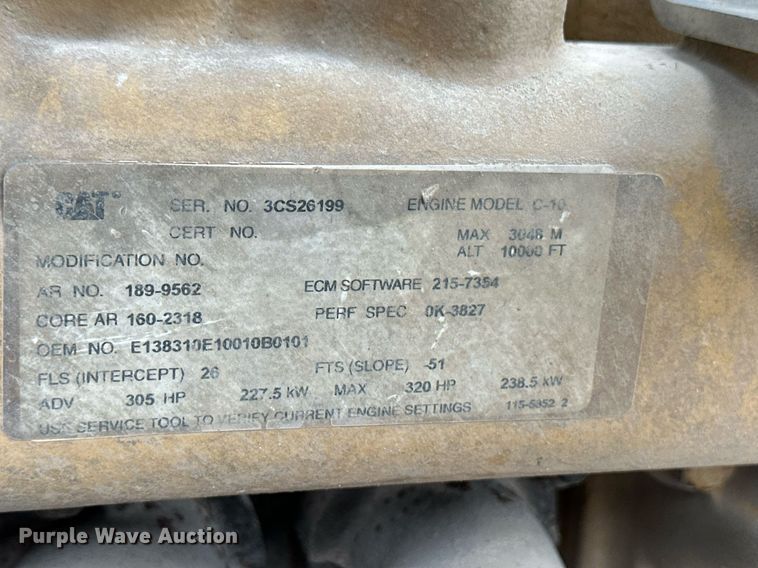 CAT SER. NO. 3CS26199 ENGINE MODEL C-10
CERT NO. MAX 3048 M
MODIFICATION NO. ALT 10000 FT
AR NO. 189-9562 ECM SOFTWARE 215-7354
CORE AR 160-2318 PERF SPEC 0K-3827
OEM NO. E138310E10010B0101
FLS (INTERCEPT) 26 FTS (SLOPE) -51
ADV 305 HP 227.5 kW MAX 320 HP 238.5 kW
USE SERVICE TOOL TO VERIFY CURRENT ENGINE SETTINGS 115-5852 2
Purple Wave Auction